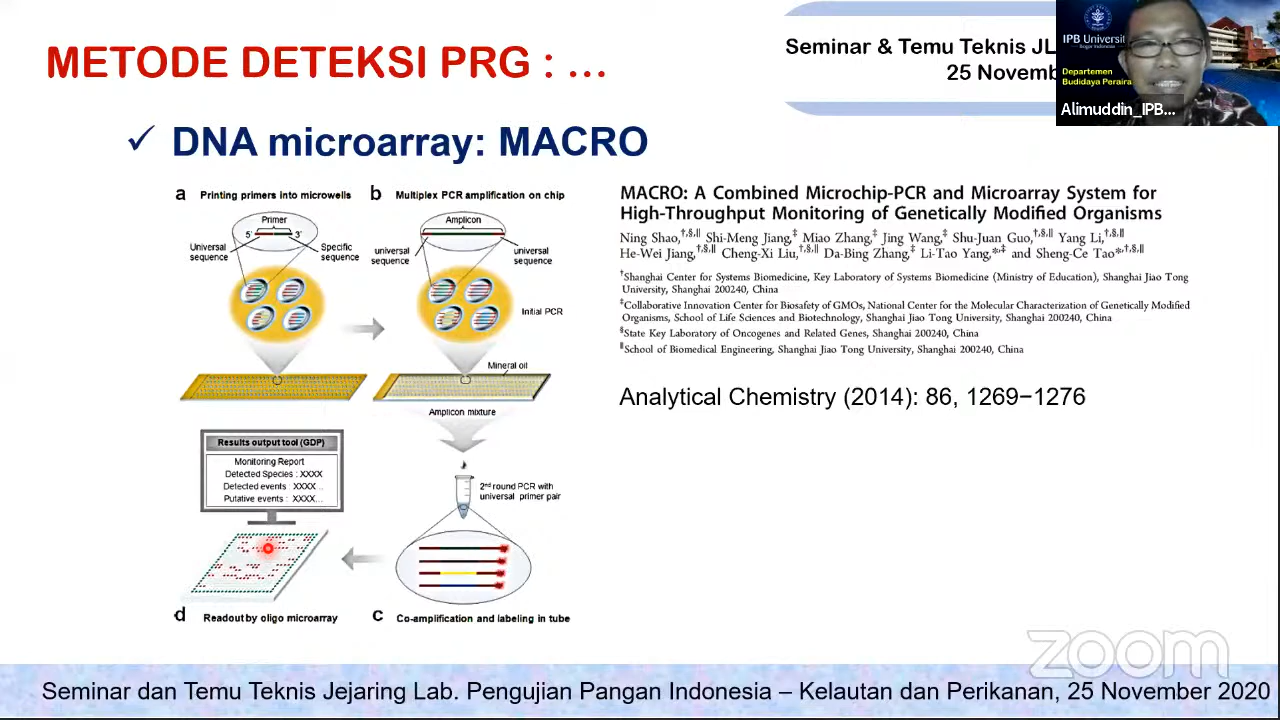 METODE DETEKSI PRG : ...
Seminar & Temu Teknis JL
25 Novemb
IPB Universit
Bogor Indonesia
Departemen
Budidaya Peraira
Alimuddin_IPB...
✓ DNA microarray: MACRO
a Printing primers into microwells
b Multiplex PCR amplification on chip
Primer
5′ 3′
Universal sequence
Specific sequence
Amplicon
universal sequence
universal sequence
Initial PCR
Mineral oil
Amplicon mixture
Results output tool (GDP)
Monitoring Report
Detected Species : XXXX
Detected events : XXXX...
Putative events : XXXX...
2nd round PCR with
universal primer pair
d Readout by oligo microarray
c Co-amplification and labeling in tube
MACRO: A Combined Microchip-PCR and Microarray System for
High-Throughput Monitoring of Genetically Modified Organisms
Ning Shao,†,§,∥ Shi-Meng Jiang,‡ Miao Zhang,‡ Jing Wang,‡ Shu-Juan Guo,†,§,∥ Yang Li,†,§,∥
He-Wei Jiang,†,§,∥ Cheng-Xi Liu,†,§,∥ Da-Bing Zhang,‡ Li-Tao Yang,*,‡ and Sheng-Ce Tao*,†,§,∥
†Shanghai Center for Systems Biomedicine, Key Laboratory of Systems Biomedicine (Ministry of Education), Shanghai Jiao Tong
University, Shanghai 200240, China
‡Collaborative Innovation Center for Biosafety of GMOs, National Center for the Molecular Characterization of Genetically Modified
Organisms, School of Life Sciences and Biotechnology, Shanghai Jiao Tong University, Shanghai 200240, China
§State Key Laboratory of Oncogenes and Related Genes, Shanghai 200240, China
∥School of Biomedical Engineering, Shanghai Jiao Tong University, Shanghai 200240, China
Analytical Chemistry (2014): 86, 1269−1276
zoom
Seminar dan Temu Teknis Jejaring Lab. Pengujian Pangan Indonesia – Kelautan dan Perikanan, 25 November 2020